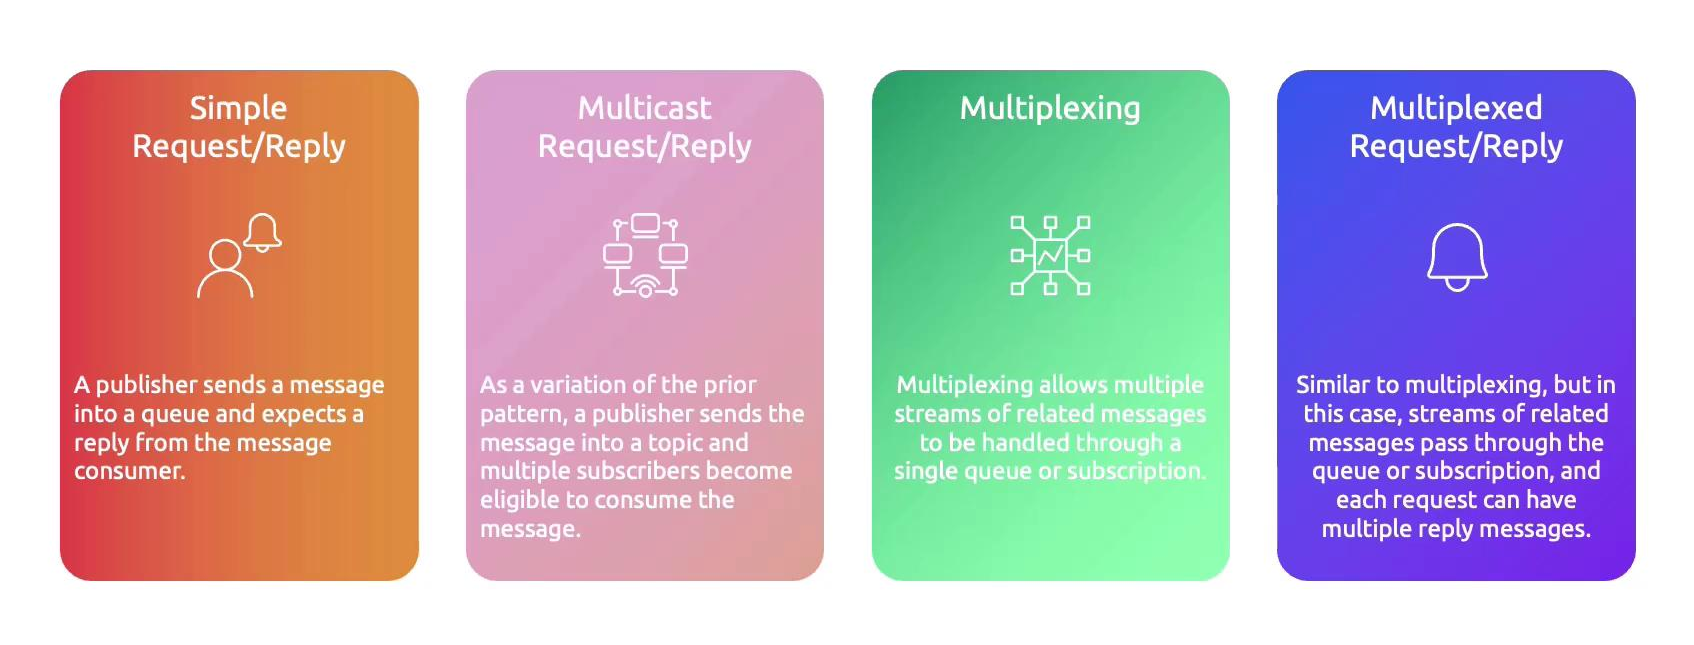 Simple
Request/Reply
A publisher sends a message
into a queue and expects a
reply from the message
consumer.
Multicast
Request/Reply
As a variation of the prior
pattern, a publisher sends the
message into a topic and
multiple subscribers become
eligible to consume the
message.
Multiplexing
Multiplexing allows multiple
streams of related messages
to be handled through a
single queue or subscription.
Multiplexed
Request/Reply
Similar to multiplexing, but in
this case, streams of related
messages pass through the
queue or subscription, and
each request can have
multiple reply messages.